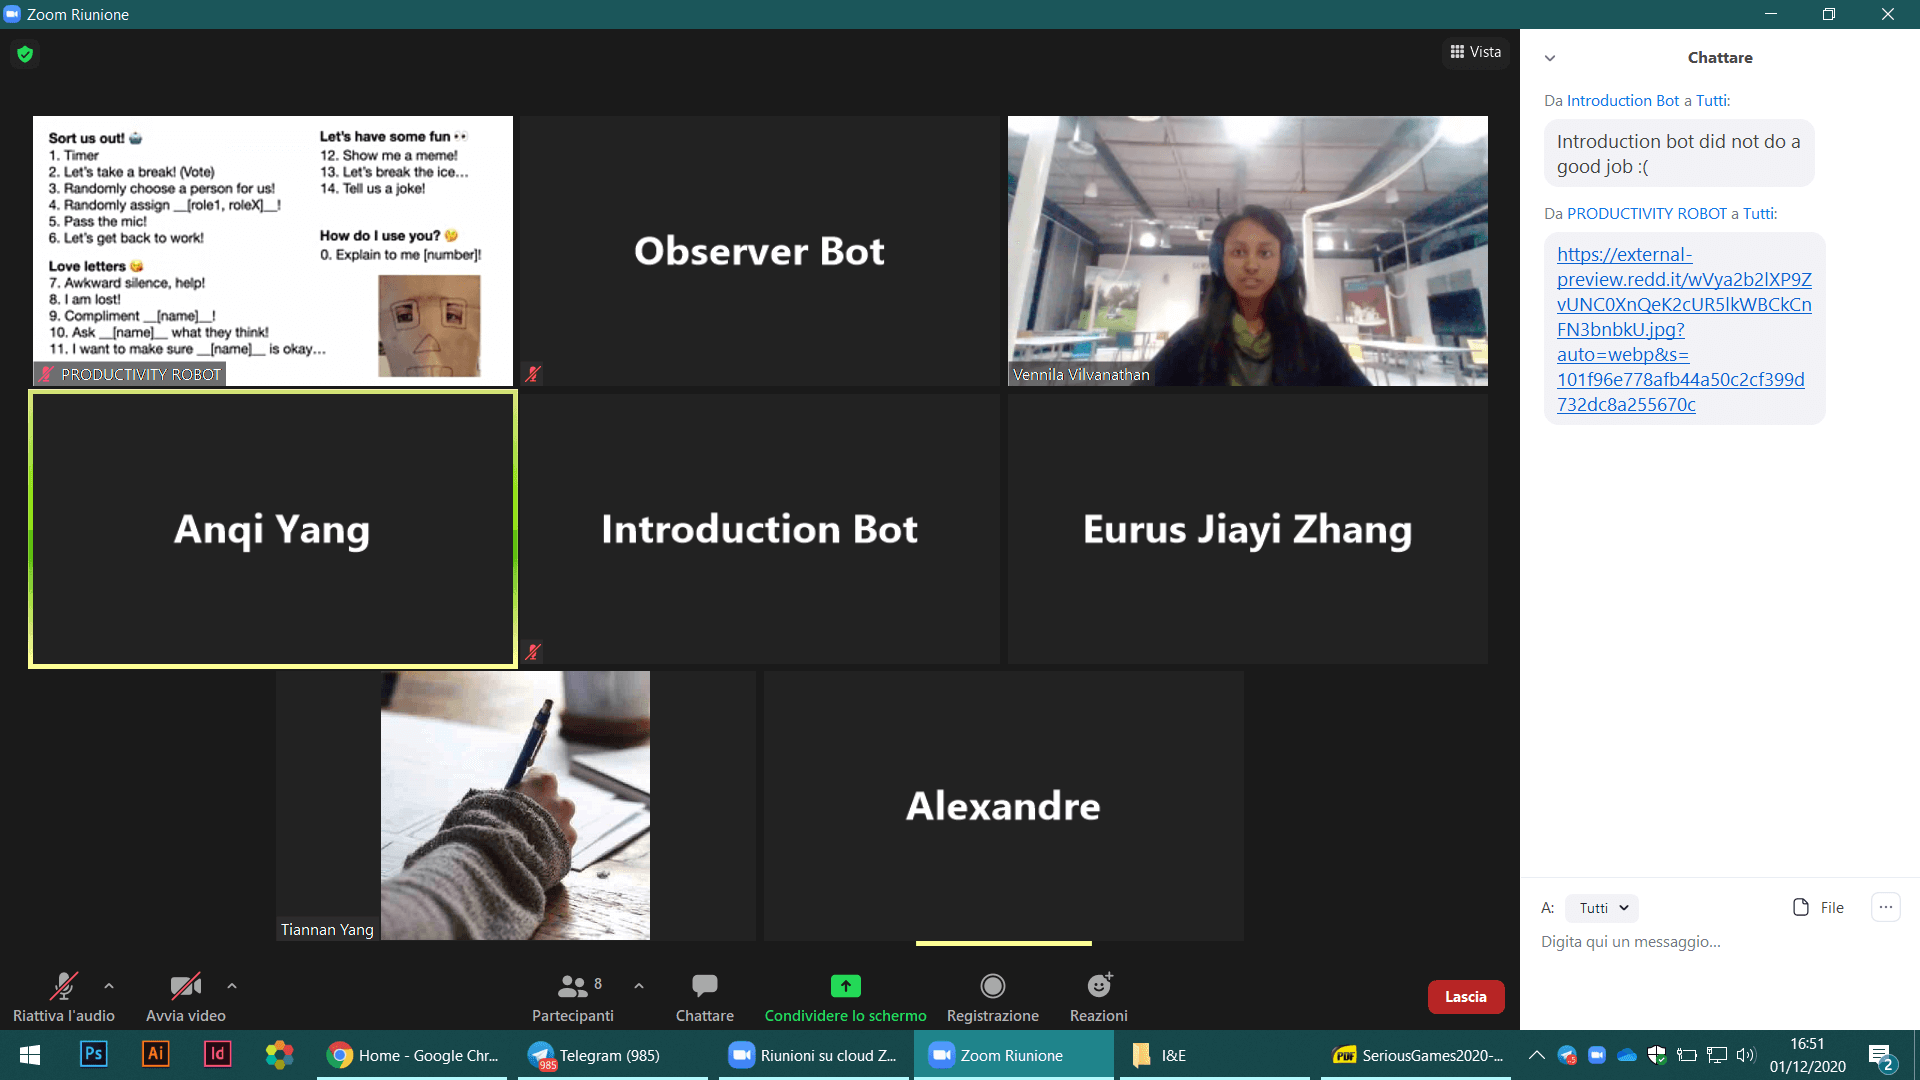 Zoom Riunione
Vista
Sort us out! 🤖
1. Timer
2. Let's take a break! (Vote)
3. Randomly choose a person for us!
4. Randomly assign __[role1, roleX]__!
5. Pass the mic!
6. Let's get back to work!
Love letters 😘
7. Awkward silence, help!
8. I am lost!
9. Compliment __[name]__!
10. Ask __[name]__ what they think!
11. I want to make sure __[name]__ is okay...
Let's have some fun 👀
12. Show me a meme!
13. Let's break the ice...
14. Tell us a joke!
How do I use you? 🤔
0. Explain to me [number]!
PRODUCTIVITY ROBOT
Observer Bot
Vennila Vilvanathan
Anqi Yang
Introduction Bot
Eurus Jiayi Zhang
Tiannan Yang
Alexandre
Chattare
Da Introduction Bot a Tutti:
Introduction bot did not do a
good job :(
Da PRODUCTIVITY ROBOT a Tutti:
https://external-
preview.redd.it/wVya2b2lXP9Z
vUNC0XnQeK2cUR5lkWBCkCn
FN3bnbkU.jpg?
auto=webp&s=
101f96e778afb44a50c2cf399d
732dc8a255670c
A: Tutti File
Digita qui un messaggio...
Riattiva l'audio
Avvia video
8
Partecipanti
Chattare
Condividere lo schermo
Registrazione
Reazioni
Lascia
Ps
Ai
Id
Home - Google Chr...
985
Telegram (985)
Riunioni su cloud Z...
Zoom Riunione
I&E
PDF
SeriousGames2020-...
16:51
01/12/2020
2